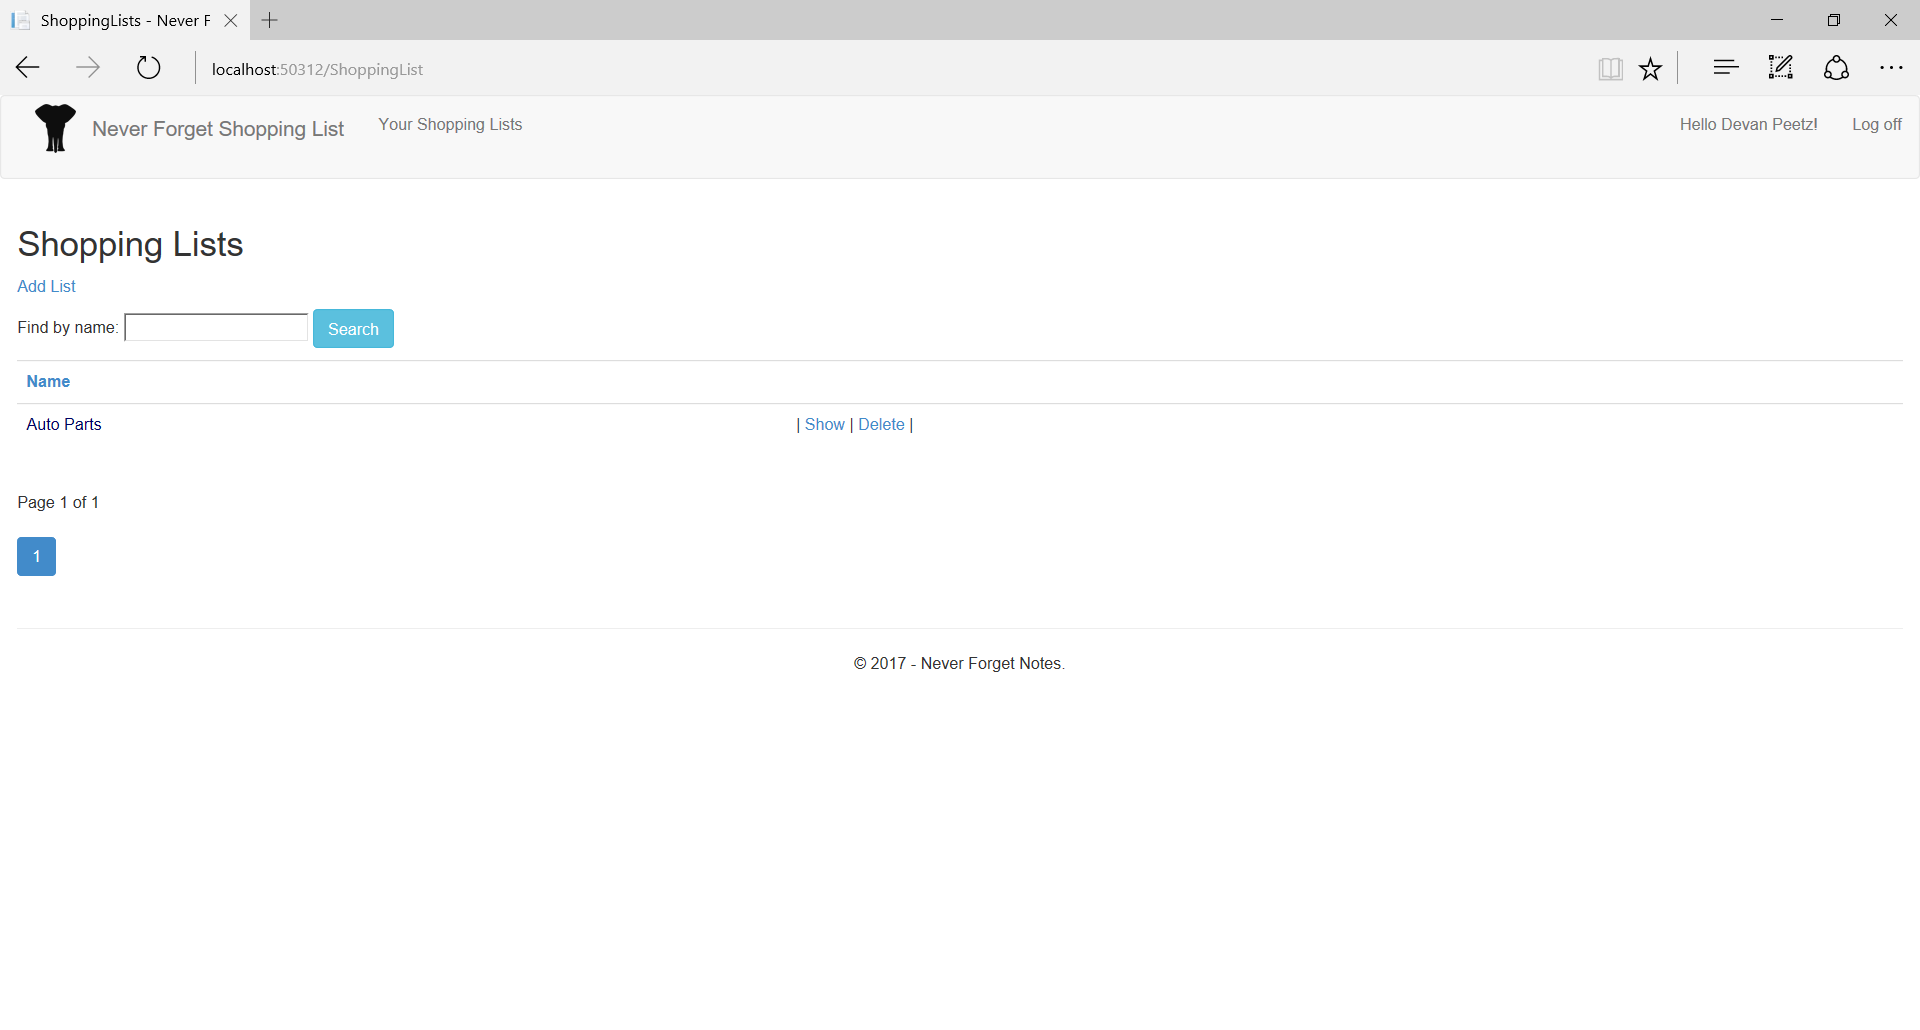 ShoppingLists - Never F
localhost:50312/ShoppingList
Never Forget Shopping List Your Shopping Lists Hello Devan Peetz! Log off
Shopping Lists
Add List
Find by name: Search
Name
Auto Parts | Show | Delete |
Page 1 of 1
1
© 2017 - Never Forget Notes.